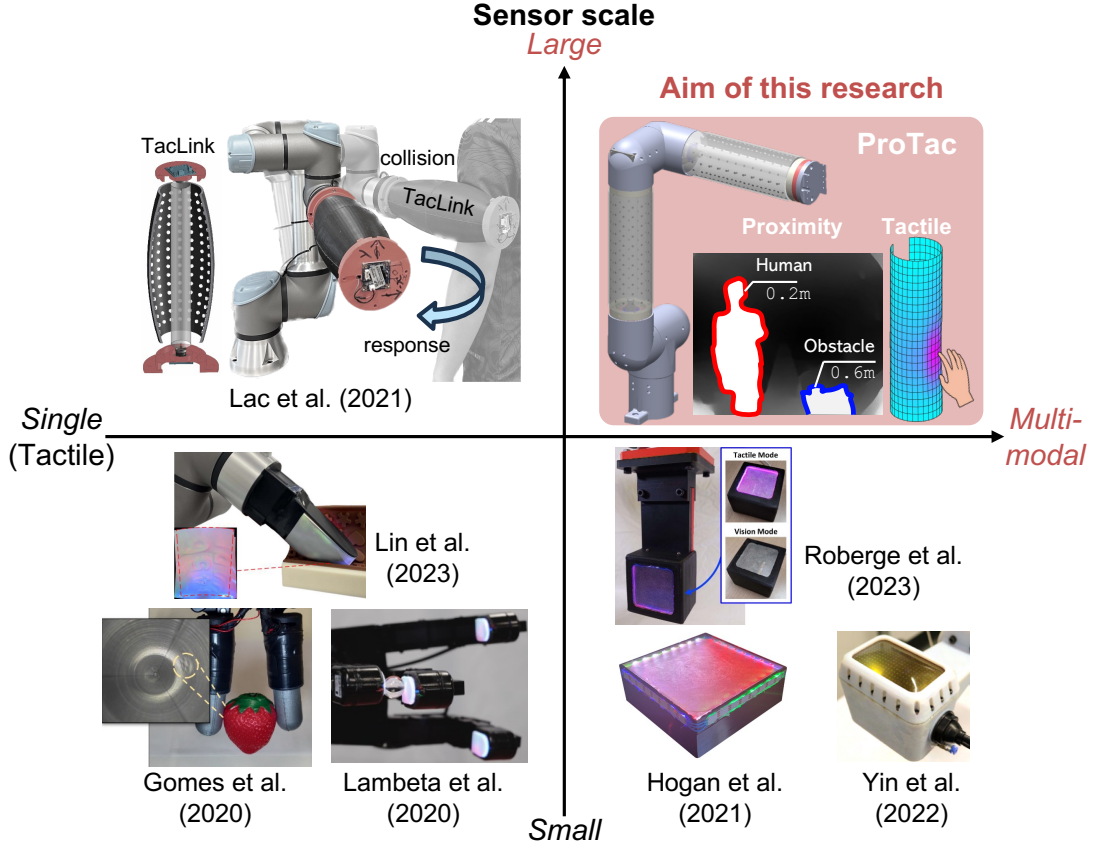 Sensor scale
Large
Aim of this research
TacLink
collision
TacLink
response
Lac et al. (2021)
ProTac
Proximity
Tactile
Human
0.2m
Obstacle
0.6m
Single
(Tactile)
Multi-
modal
Lin et al.
(2023)
Tactile Mode
Vision Mode
Roberge et al.
(2023)
Gomes et al.
(2020)
Lambeta et al.
(2020)
Hogan et al.
(2021)
Yin et al.
(2022)
Small